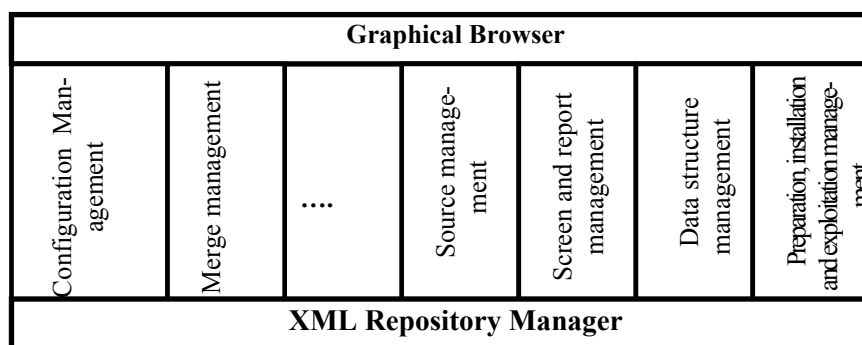 Graphical Browser
Configuration Man-
agement
Merge management
....
Source manage-
ment
Screen and report
management
Data structure
management
Preparation, installation
and exploitation manage-
ment
XML Repository Manager